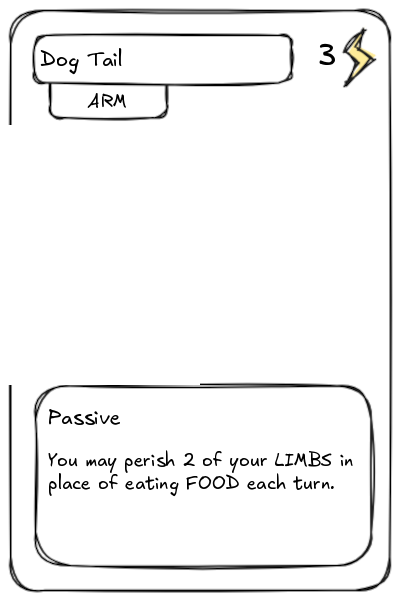 Dog Tail
3
ARM
Passive
You may perish 2 of your LIMBS in
place of eating FOOD each turn.